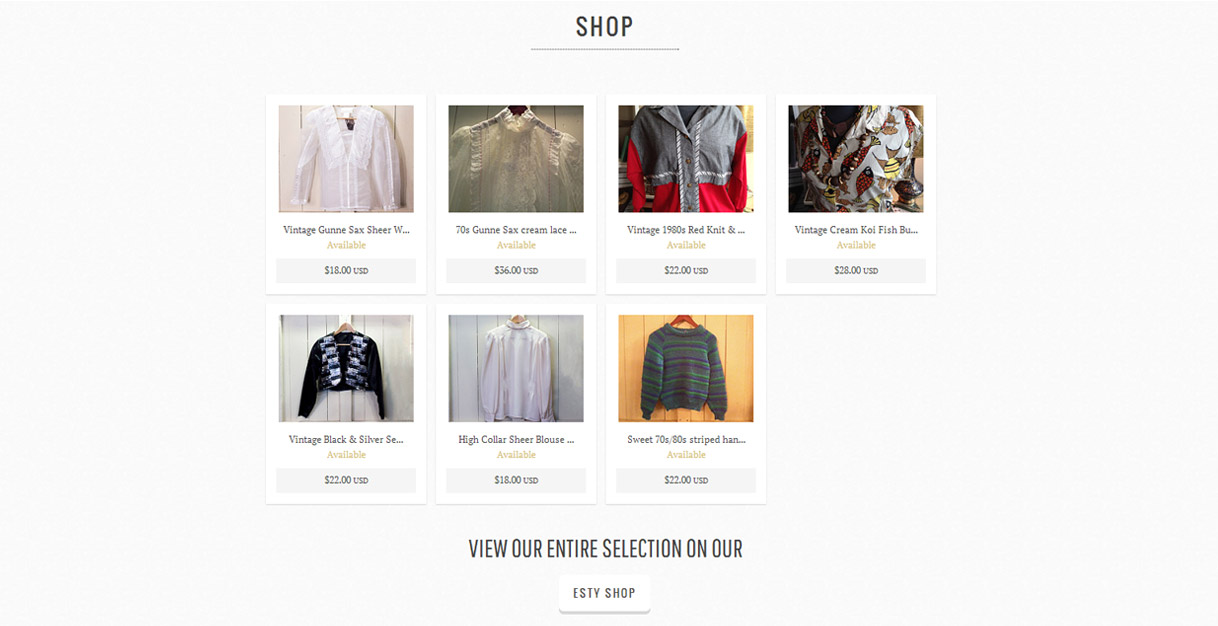 SHOP
Vintage Gunne Sax Sheer W...
Available
$18.00 USD
70s Gunne Sax cream lace ...
Available
$36.00 USD
Vintage 1980s Red Knit & ...
Available
$22.00 USD
Vintage Cream Koi Fish Bu...
Available
$28.00 USD
Vintage Black & Silver Se...
Available
$22.00 USD
High Collar Sheer Blouse ...
Available
$18.00 USD
Sweet 70s/80s striped han...
Available
$22.00 USD
VIEW OUR ENTIRE SELECTION ON OUR
ESTY SHOP